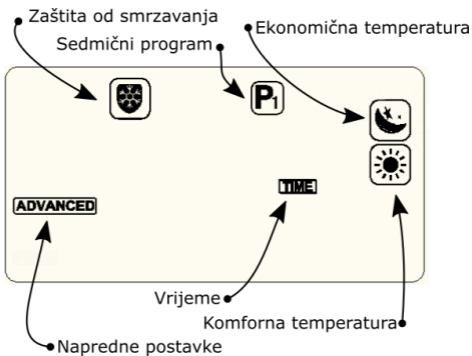 Zaštita od smrzavanja
Sedmični program
Ekonomična temperatura
P1
TIME
ADVANCED
Vrijeme
Komforna temperatura
Napredne postavke